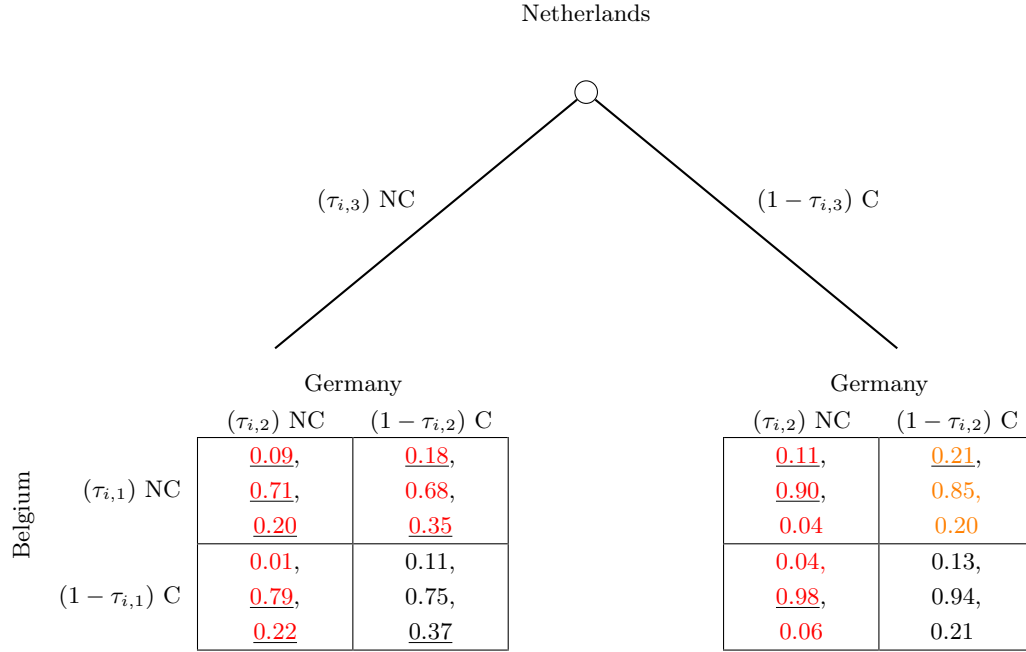 Netherlands
(τ_{i,3}) NC (1 − τ_{i,3}) C
Germany Germany
(τ_{i,2}) NC (1 − τ_{i,2}) C (τ_{i,2}) NC (1 − τ_{i,2}) C
0.09, 0.18, 0.11, 0.21,
(τ_{i,1}) NC 0.71, 0.68, 0.90, 0.85,
0.20 0.35 0.04 0.20
Belgium
0.01, 0.11, 0.04, 0.13,
(1 − τ_{i,1}) C 0.79, 0.75, 0.98, 0.94,
0.22 0.37 0.06 0.21